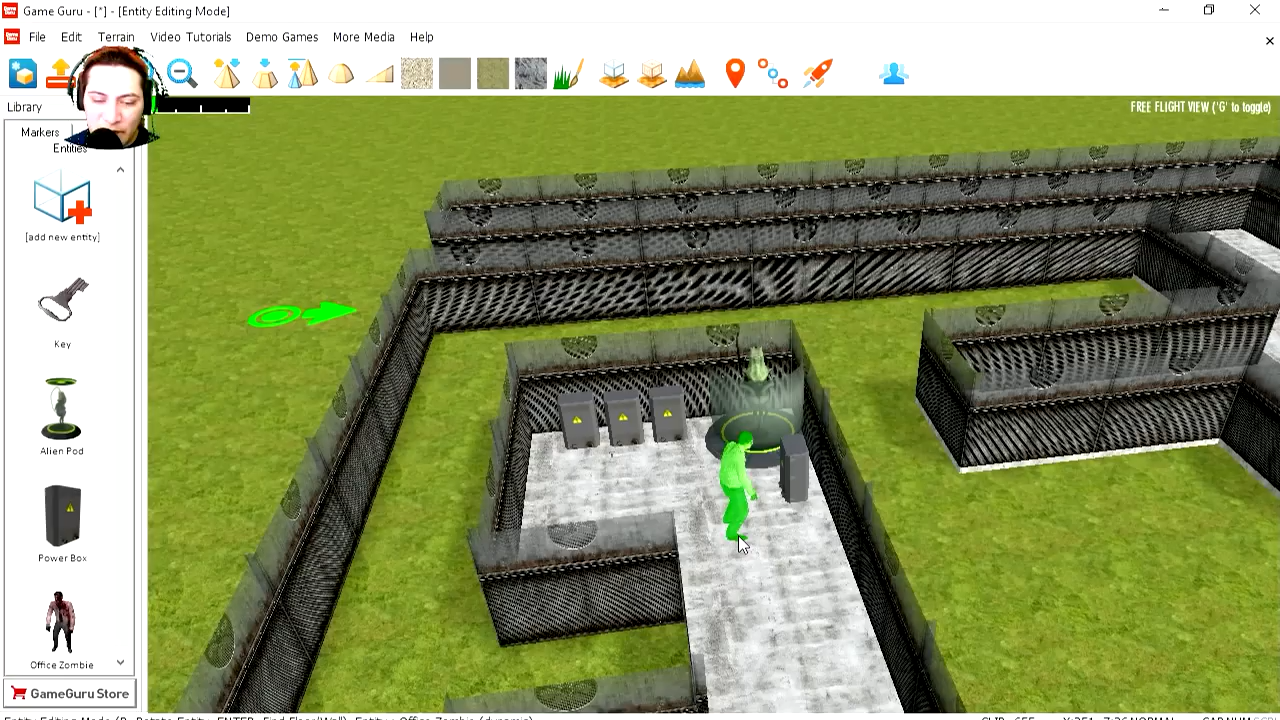 Game Guru - [*] - [Entity Editing Mode]
File Edit Terrain Video Tutorials Demo Games More Media Help
Library
FREE FLIGHT VIEW ('G' to toggle)
Markers
Entities
[add new entity]
Key
Alien Pod
Power Box
Office Zombie
GameGuru Store